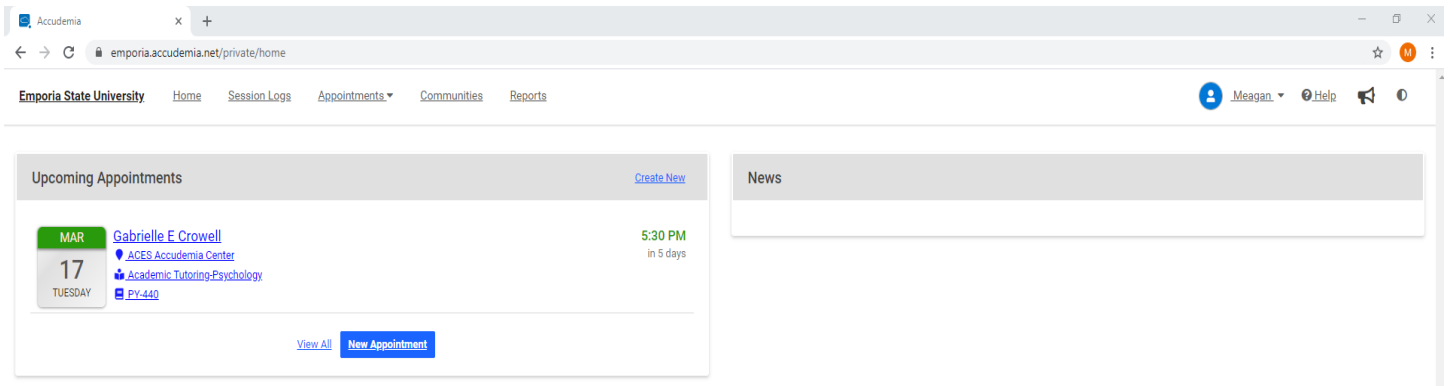 Accudemia
emporia.accudemia.net/private/home
M
Emporia State University Home Session Logs Appointments Communities Reports Meagan Help
Upcoming Appointments Create New
News
MAR
17
TUESDAY
Gabrielle E Crowell
ACES Accudemia Center
Academic Tutoring-Psychology
PY-440
5:30 PM
in 5 days
View All New Appointment